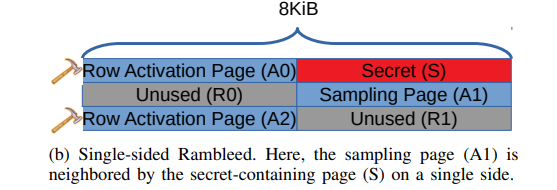 8KiB
Row Activation Page (A0) Secret (S)
Unused (R0) Sampling Page (A1)
Row Activation Page (A2) Unused (R1)
(b) Single-sided Rambleed. Here, the sampling page (A1) is
neighbored by the secret-containing page (S) on a single side.